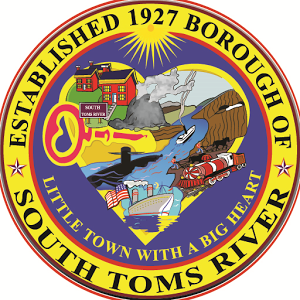 ESTABLISHED 1927 BOROUGH OF
SOUTH TOMS RIVER
SOUTH
TOMS RIVER
LITTLE TOWN WITH A BIG HEART